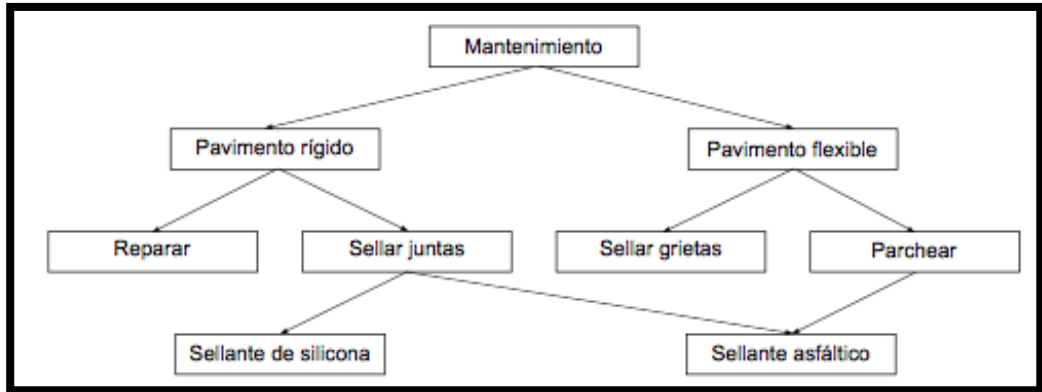 Mantenimiento
Pavimento rígido
Pavimento flexible
Reparar
Sellar juntas
Sellar grietas
Parchear
Sellante de silicona
Sellante asfáltico